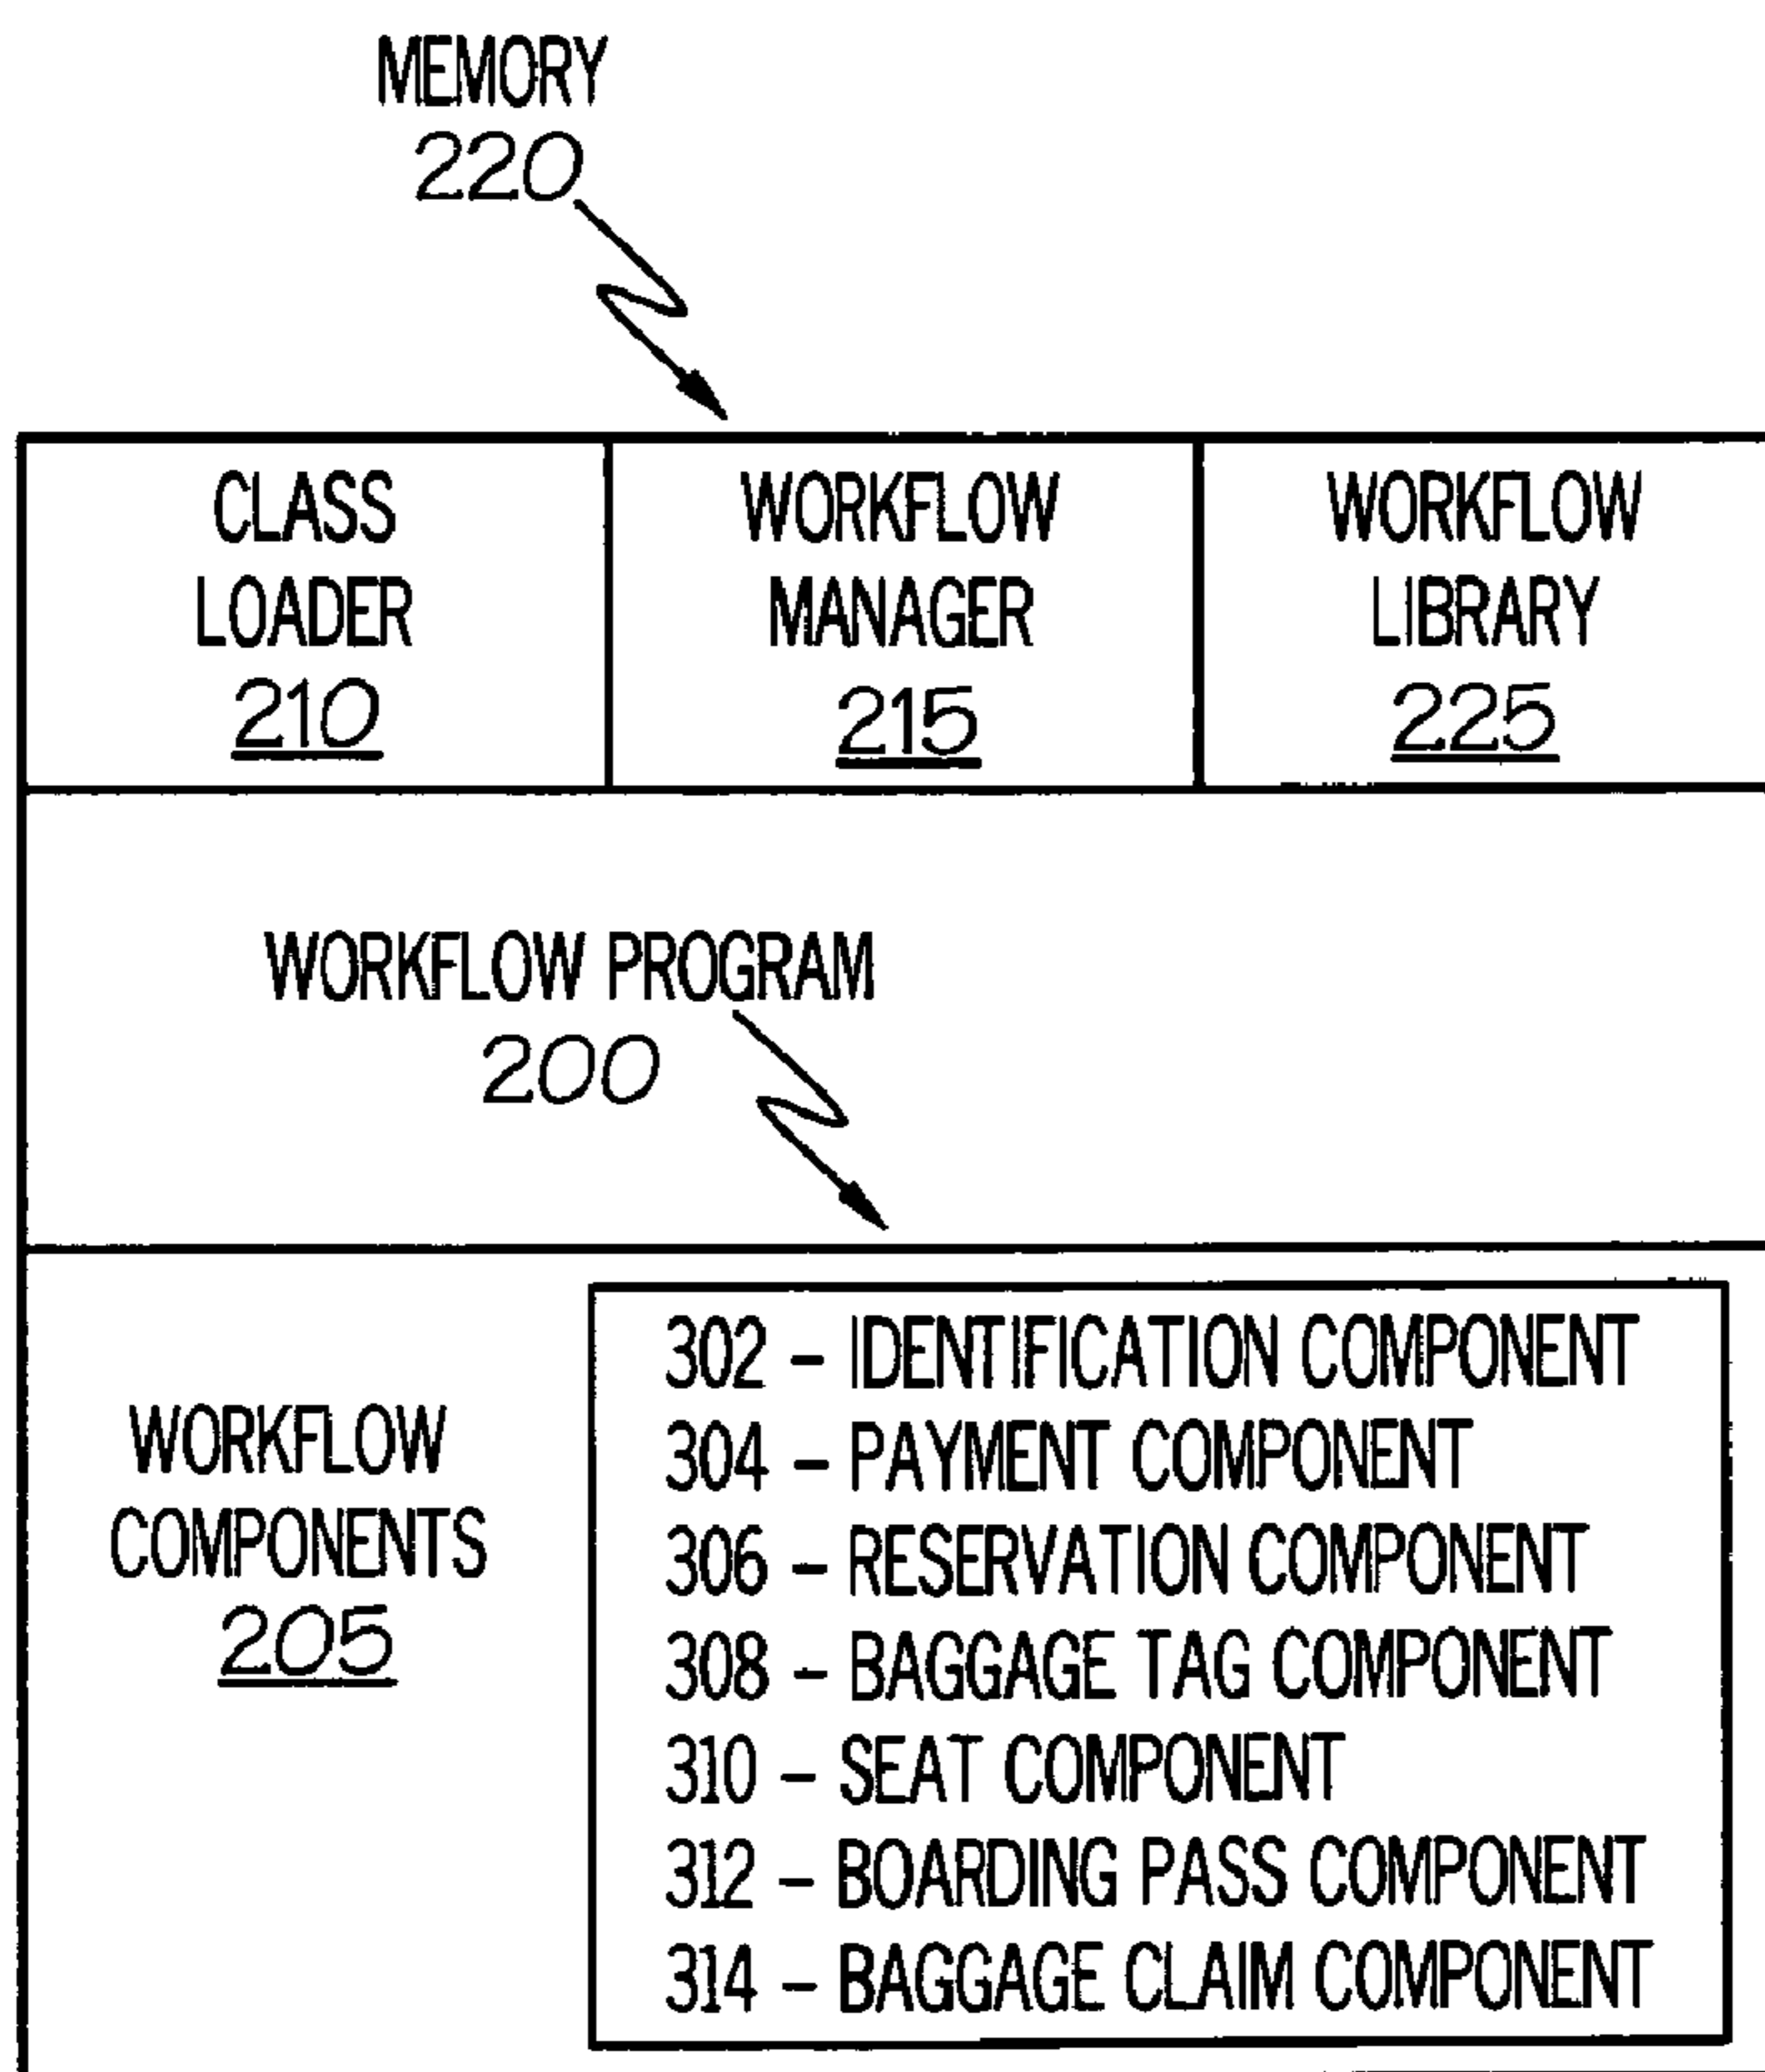 MEMORY
220
CLASS
LOADER
210
WORKFLOW
MANAGER
215
WORKFLOW
LIBRARY
225
WORKFLOW PROGRAM
200
WORKFLOW
COMPONENTS
205
302 – IDENTIFICATION COMPONENT
304 – PAYMENT COMPONENT
306 – RESERVATION COMPONENT
308 – BAGGAGE TAG COMPONENT
310 – SEAT COMPONENT
312 – BOARDING PASS COMPONENT
314 – BAGGAGE CLAIM COMPONENT